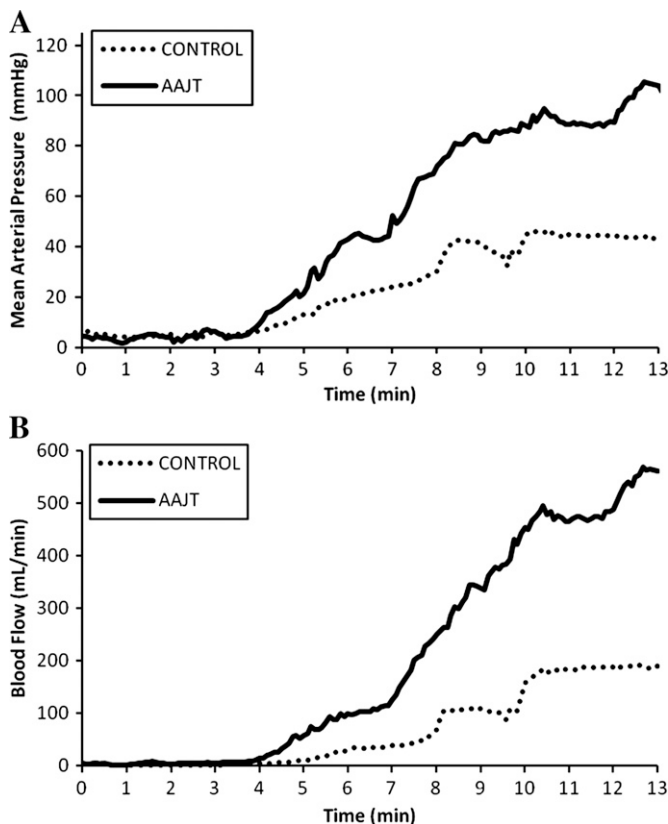 A
CONTROL
AAJT
Mean Arterial Pressure (mmHg)
120
100
80
60
40
20
0
0 1 2 3 4 5 6 7 8 9 10 11 12 13
Time (min)
B
CONTROL
AAJT
Blood Flow (mL/min)
600
500
400
300
200
100
0
0 1 2 3 4 5 6 7 8 9 10 11 12 13
Time (min)